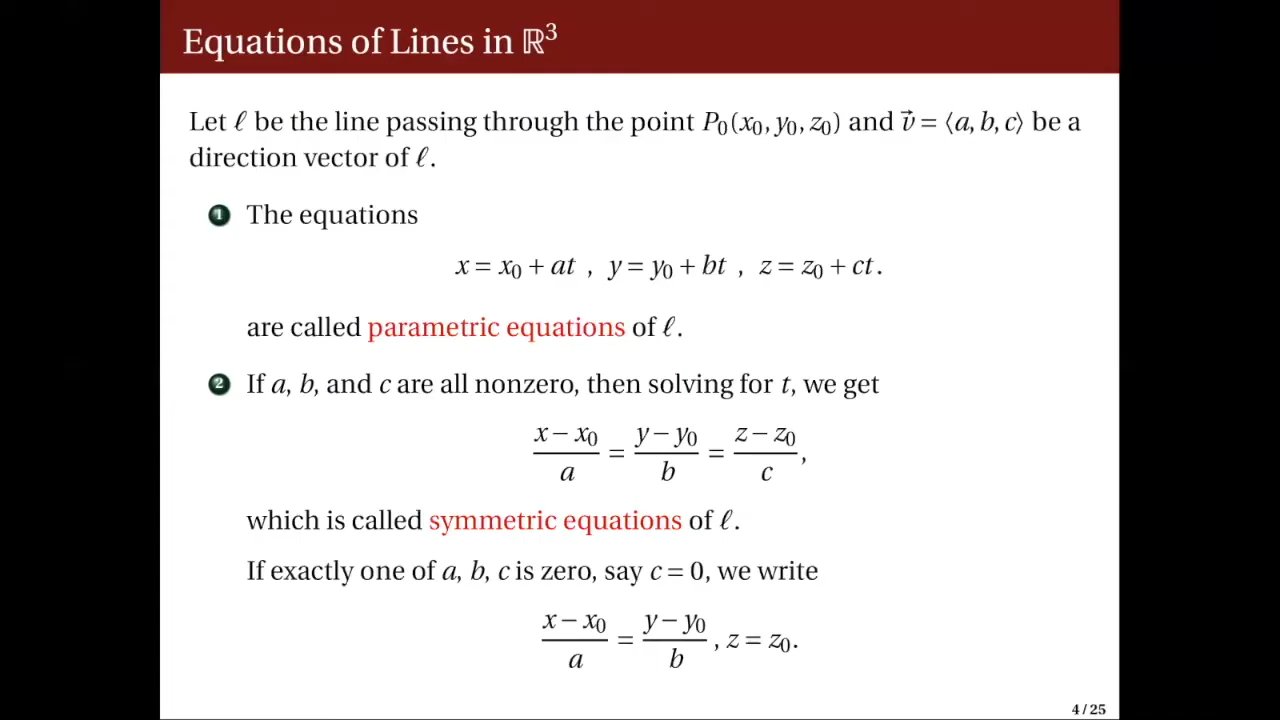 Equations of Lines in ℝ³
Let ℓ be the line passing through the point P₀(x₀, y₀, z₀) and v⃗ = ⟨a, b, c⟩ be a
direction vector of ℓ.
1 The equations
x = x₀ + at , y = y₀ + bt , z = z₀ + ct.
are called parametric equations of ℓ.
2 If a, b, and c are all nonzero, then solving for t, we get
(x − x₀)/a = (y − y₀)/b = (z − z₀)/c,
which is called symmetric equations of ℓ.
If exactly one of a, b, c is zero, say c = 0, we write
(x − x₀)/a = (y − y₀)/b , z = z₀.
4 / 25